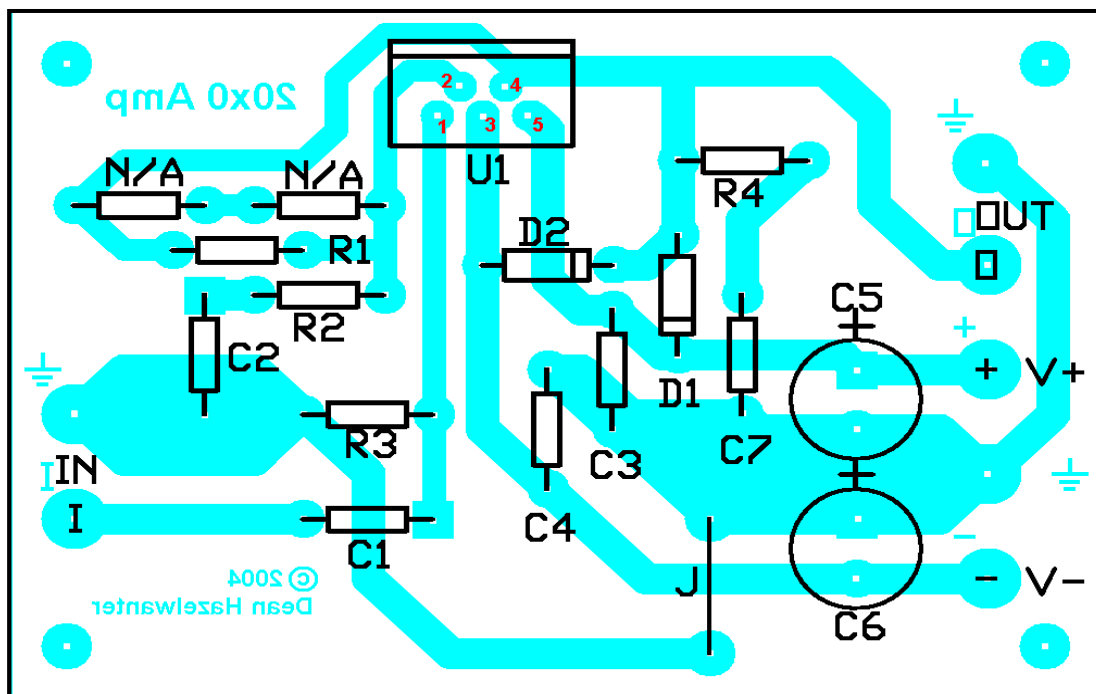 20x0 Amp
2 4
1 3 5
U1
N/A N/A
R4
OUT
R1
D2
R2
C5
C2
+
+ V+
D1
R3
C3
C7
IN
I
I
C4
C1
J
-
- V-
C6
© 2004
Dean Hazelwanter